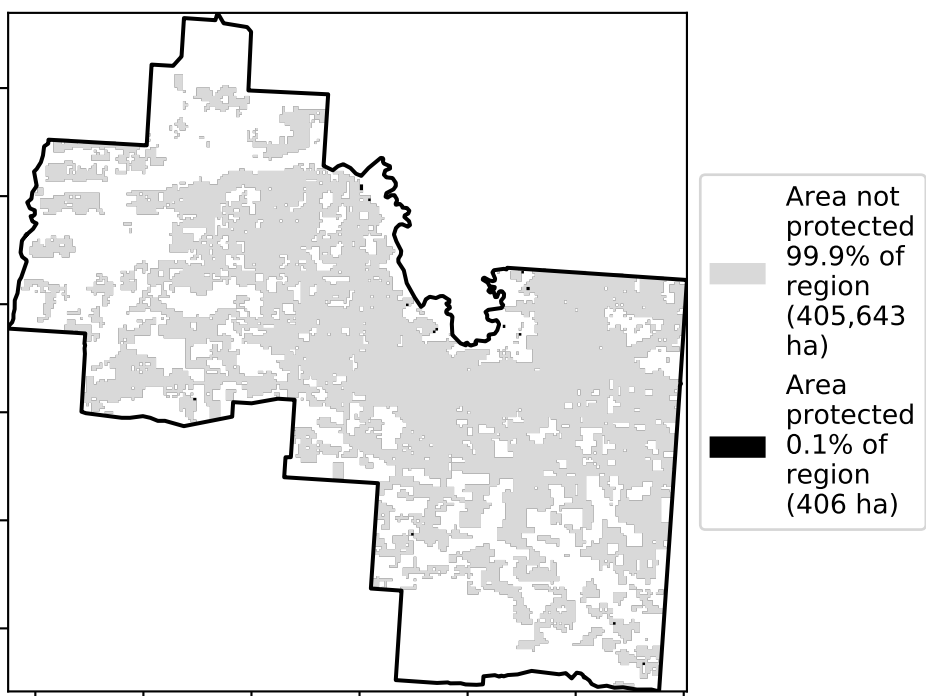 Area not
protected
99.9% of
region
(405,643
ha)
Area
protected
0.1% of
region
(406 ha)